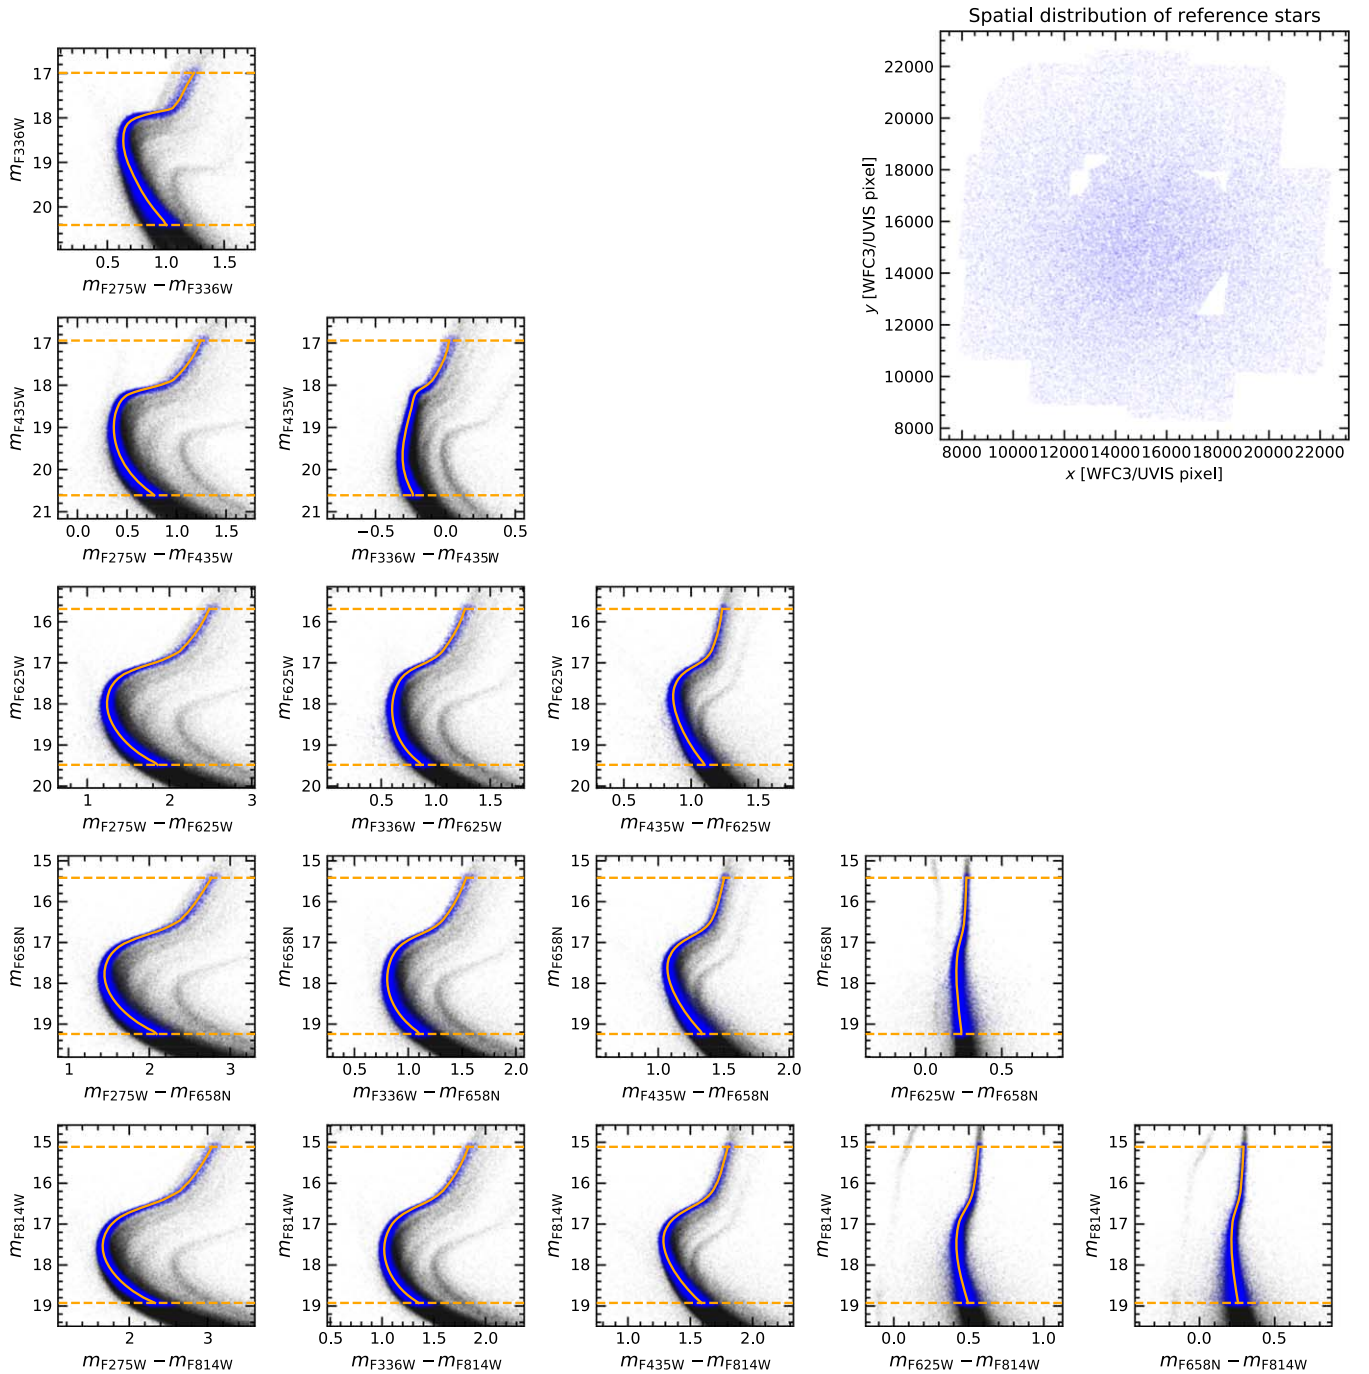 Spatial distribution of reference stars
17
18
19
20
0.5 1.0 1.5
mF336W
mF275W − mF336W
22000
20000
18000
16000
14000
12000
10000
8000
8000 10000 12000 14000 16000 18000 20000 22000
y [WFC3/UVIS pixel]
x [WFC3/UVIS pixel]
17
18
19
20
21
0.0 0.5 1.0 1.5
mF435W
mF275W − mF435W
17
18
19
20
21
−0.5 0.0 0.5
mF435W
mF336W − mF435W
16
17
18
19
20
1 2 3
mF625W
mF275W − mF625W
16
17
18
19
20
0.5 1.0 1.5
mF625W
mF336W − mF625W
16
17
18
19
20
0.5 1.0 1.5
mF625W
mF435W − mF625W
15
16
17
18
19
1 2 3
mF658N
mF275W − mF658N
15
16
17
18
19
0.5 1.0 1.5 2.0
mF658N
mF336W − mF658N
15
16
17
18
19
1.0 1.5 2.0
mF658N
mF435W − mF658N
15
16
17
18
19
0.0 0.5
mF658N
mF625W − mF658N
15
16
17
18
19
2 3
mF814W
mF275W − mF814W
15
16
17
18
19
0.5 1.0 1.5 2.0
mF814W
mF336W − mF814W
15
16
17
18
19
1.0 1.5 2.0
mF814W
mF435W − mF814W
15
16
17
18
19
0.0 0.5 1.0
mF814W
mF625W − mF814W
15
16
17
18
19
0.0 0.5
mF814W
mF658N − mF814W